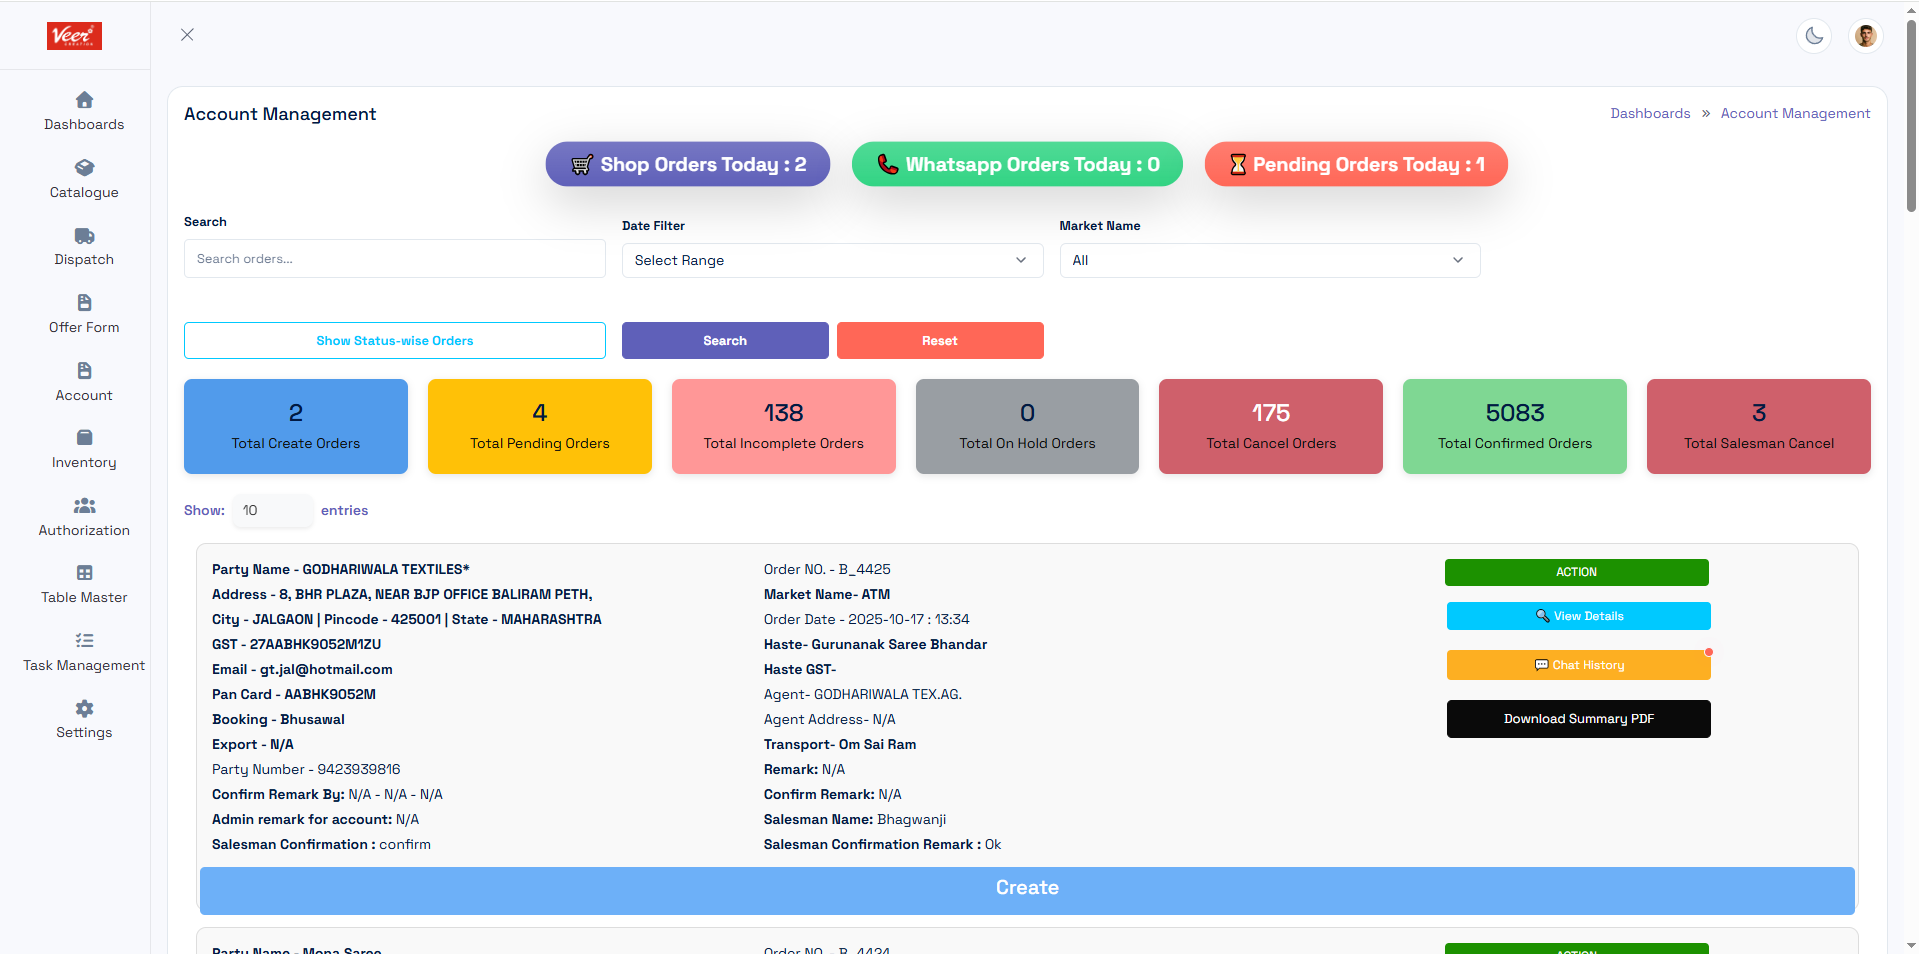 Veer
CREATION
Dashboards
Catalogue
Dispatch
Offer Form
Account
Inventory
Authorization
Table Master
Task Management
Settings
Account Management
Dashboards » Account Management
🛒 Shop Orders Today : 2
📞 Whatsapp Orders Today : 0
⏳ Pending Orders Today : 1
Search
Search orders...
Date Filter
Select Range
Market Name
All
Show Status-wise Orders
Search
Reset
2
Total Create Orders
4
Total Pending Orders
138
Total Incomplete Orders
0
Total On Hold Orders
175
Total Cancel Orders
5083
Total Confirmed Orders
3
Total Salesman Cancel
Show: 10 entries
Party Name - GODHARIWALA TEXTILES*
Address - 8, BHR PLAZA, NEAR BJP OFFICE BALIRAM PETH,
City - JALGAON | Pincode - 425001 | State - MAHARASHTRA
GST - 27AABHK9052M1ZU
Email - gt.jal@hotmail.com
Pan Card - AABHK9052M
Booking - Bhusawal
Export - N/A
Party Number - 9423939816
Confirm Remark By: N/A - N/A - N/A
Admin remark for account: N/A
Salesman Confirmation : confirm
Order NO. - B_4425
Market Name- ATM
Order Date - 2025-10-17 : 13:34
Haste- Gurunanak Saree Bhandar
Haste GST-
Agent- GODHARIWALA TEX.AG.
Agent Address- N/A
Transport- Om Sai Ram
Remark: N/A
Confirm Remark: N/A
Salesman Name: Bhagwanji
Salesman Confirmation Remark : Ok
ACTION
🔍 View Details
💬 Chat History
Download Summary PDF
Create
Party Name - Mona Saree
Order NO. - B_4424
ACTION